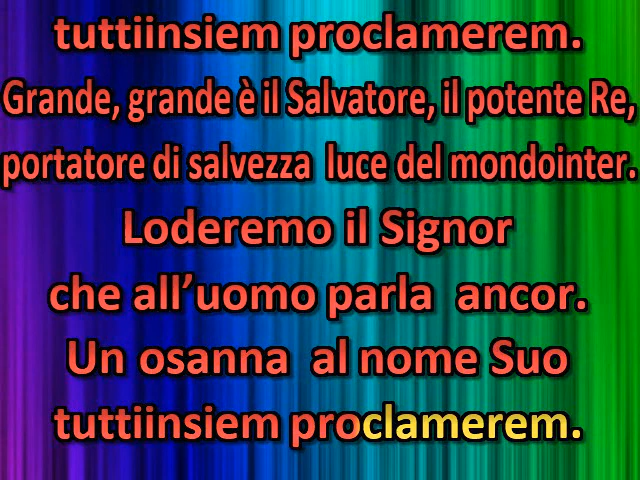 tuttiinsiem proclamerem.
Grande, grande è il Salvatore, il potente Re,
portatore di salvezza luce del mondointer.
Loderemo il Signor
che all’uomo parla ancor.
Un osanna al nome Suo
tuttiinsiem proclamerem.